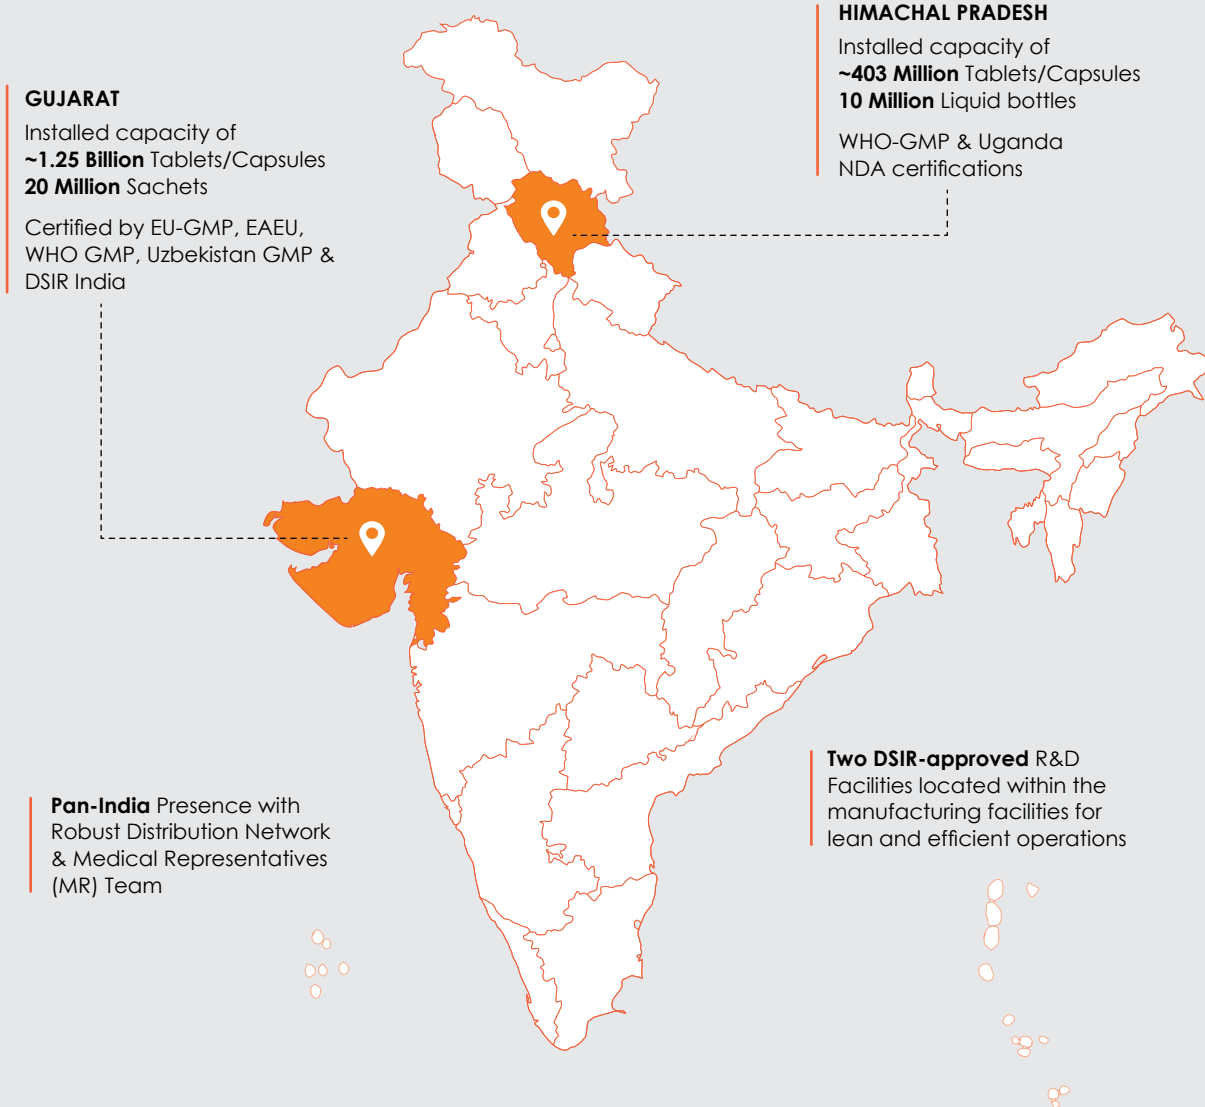 HIMACHAL PRADESH
Installed capacity of
~403 Million Tablets/Capsules
10 Million Liquid bottles
WHO-GMP & Uganda
NDA certifications
GUJARAT
Installed capacity of
~1.25 Billion Tablets/Capsules
20 Million Sachets
Certified by EU-GMP, EAEU,
WHO GMP, Uzbekistan GMP &
DSIR India
Two DSIR-approved R&D
Facilities located within the
manufacturing facilities for
lean and efficient operations
Pan-India Presence with
Robust Distribution Network
& Medical Representatives
(MR) Team